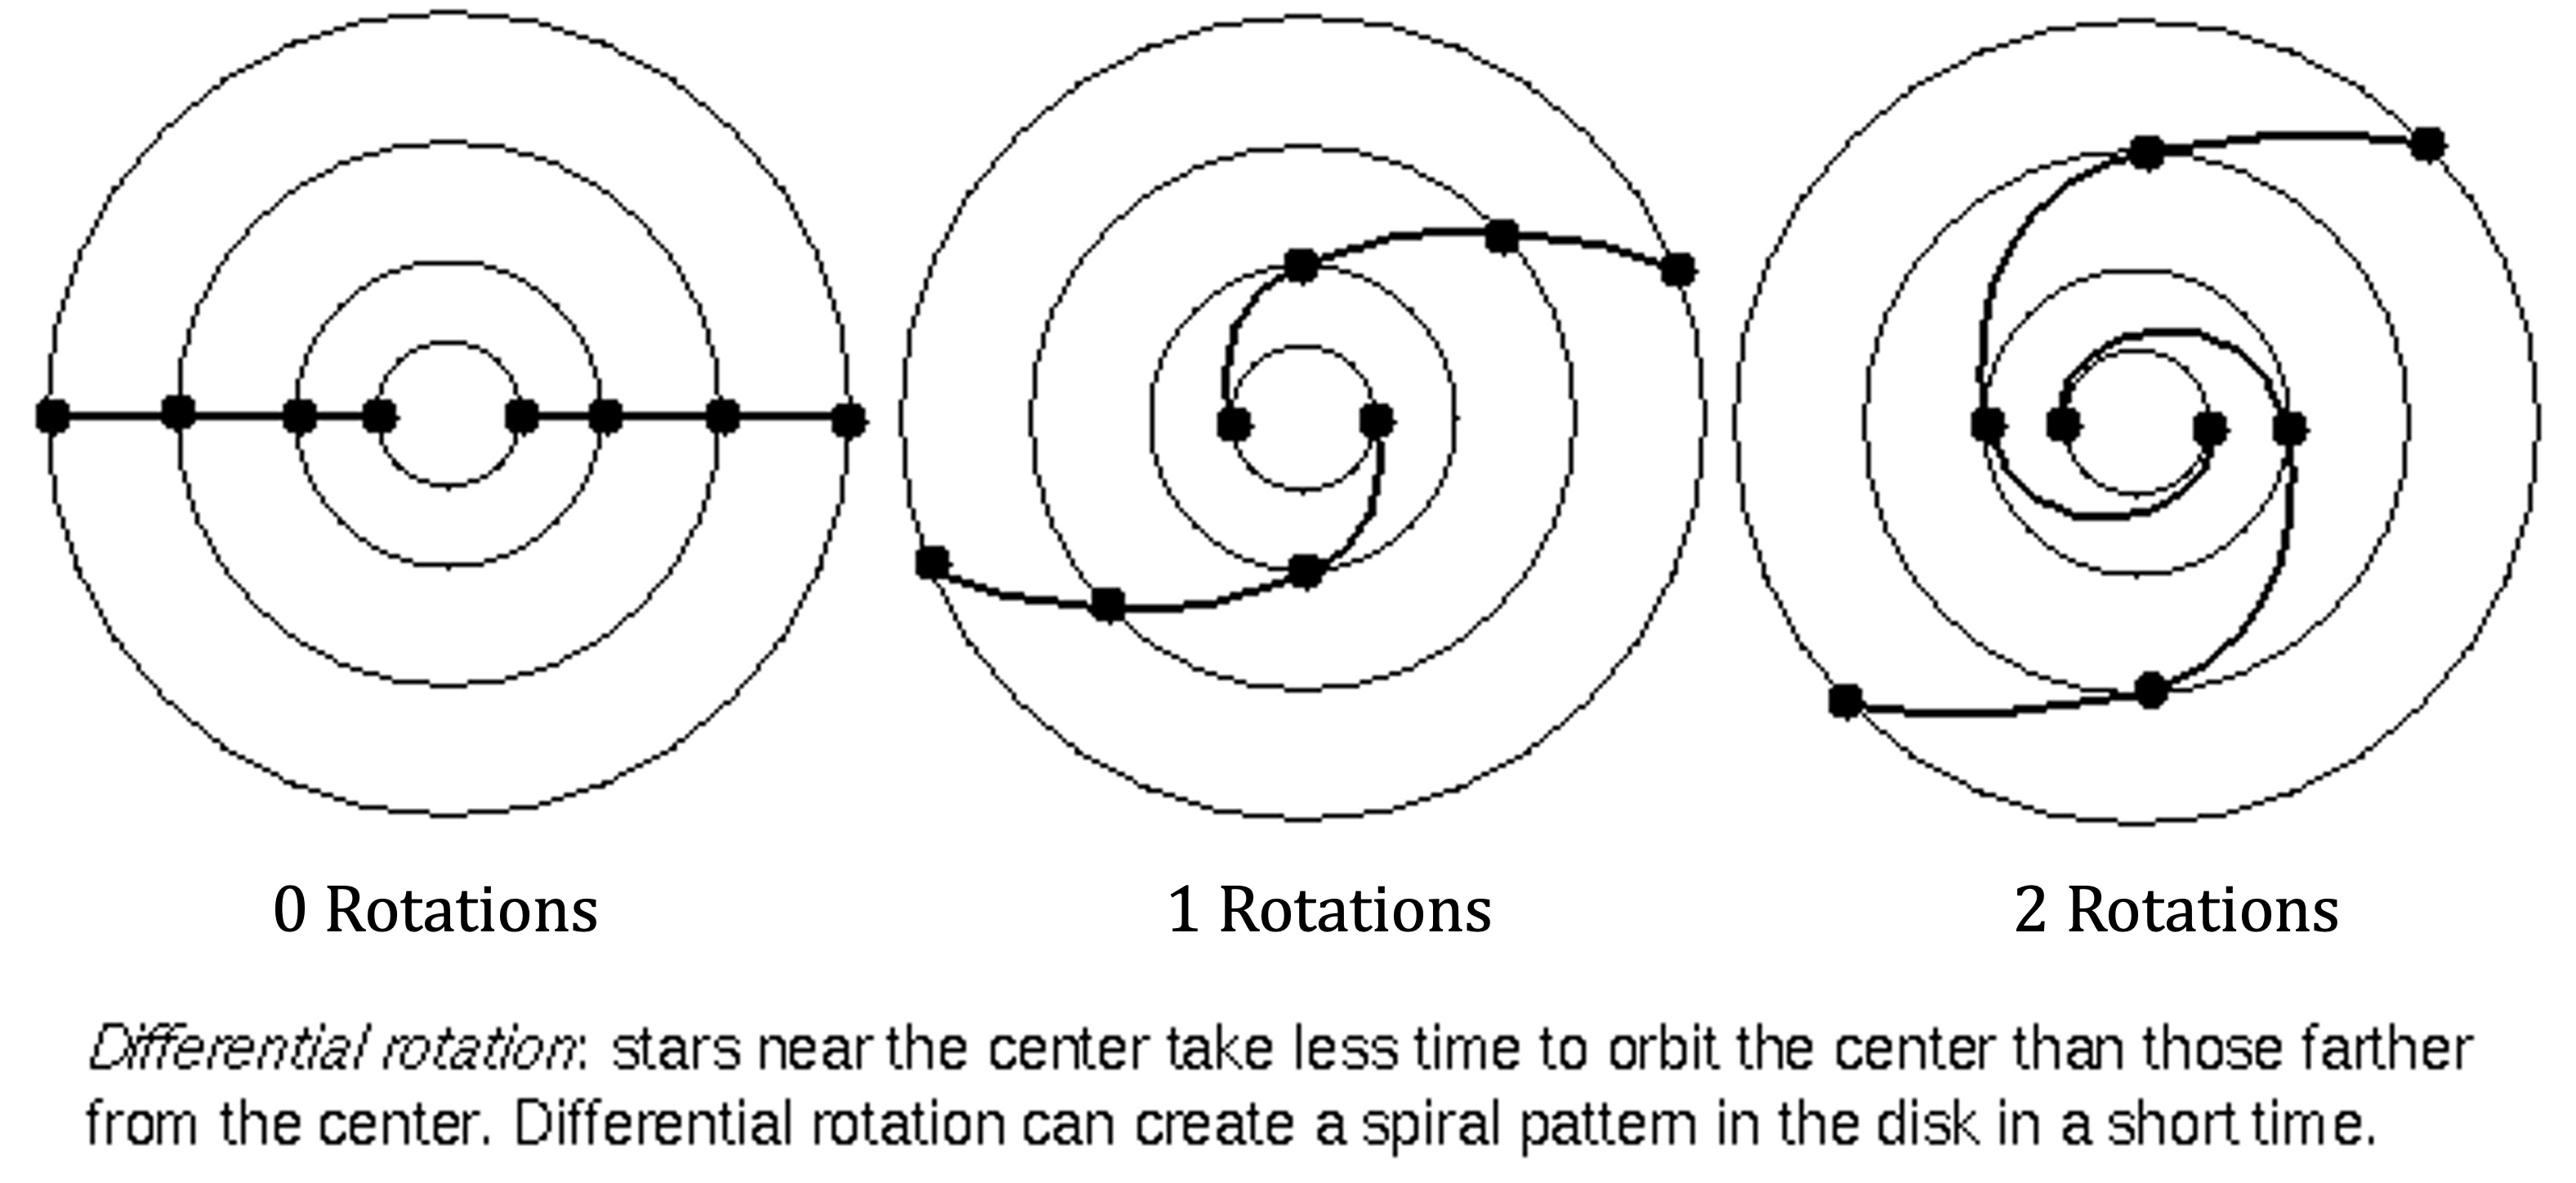 0 Rotations
1 Rotations
2 Rotations
Differential rotation: stars near the center take less time to orbit the center than those farther
from the center. Differential rotation can create a spiral pattern in the disk in a short time.